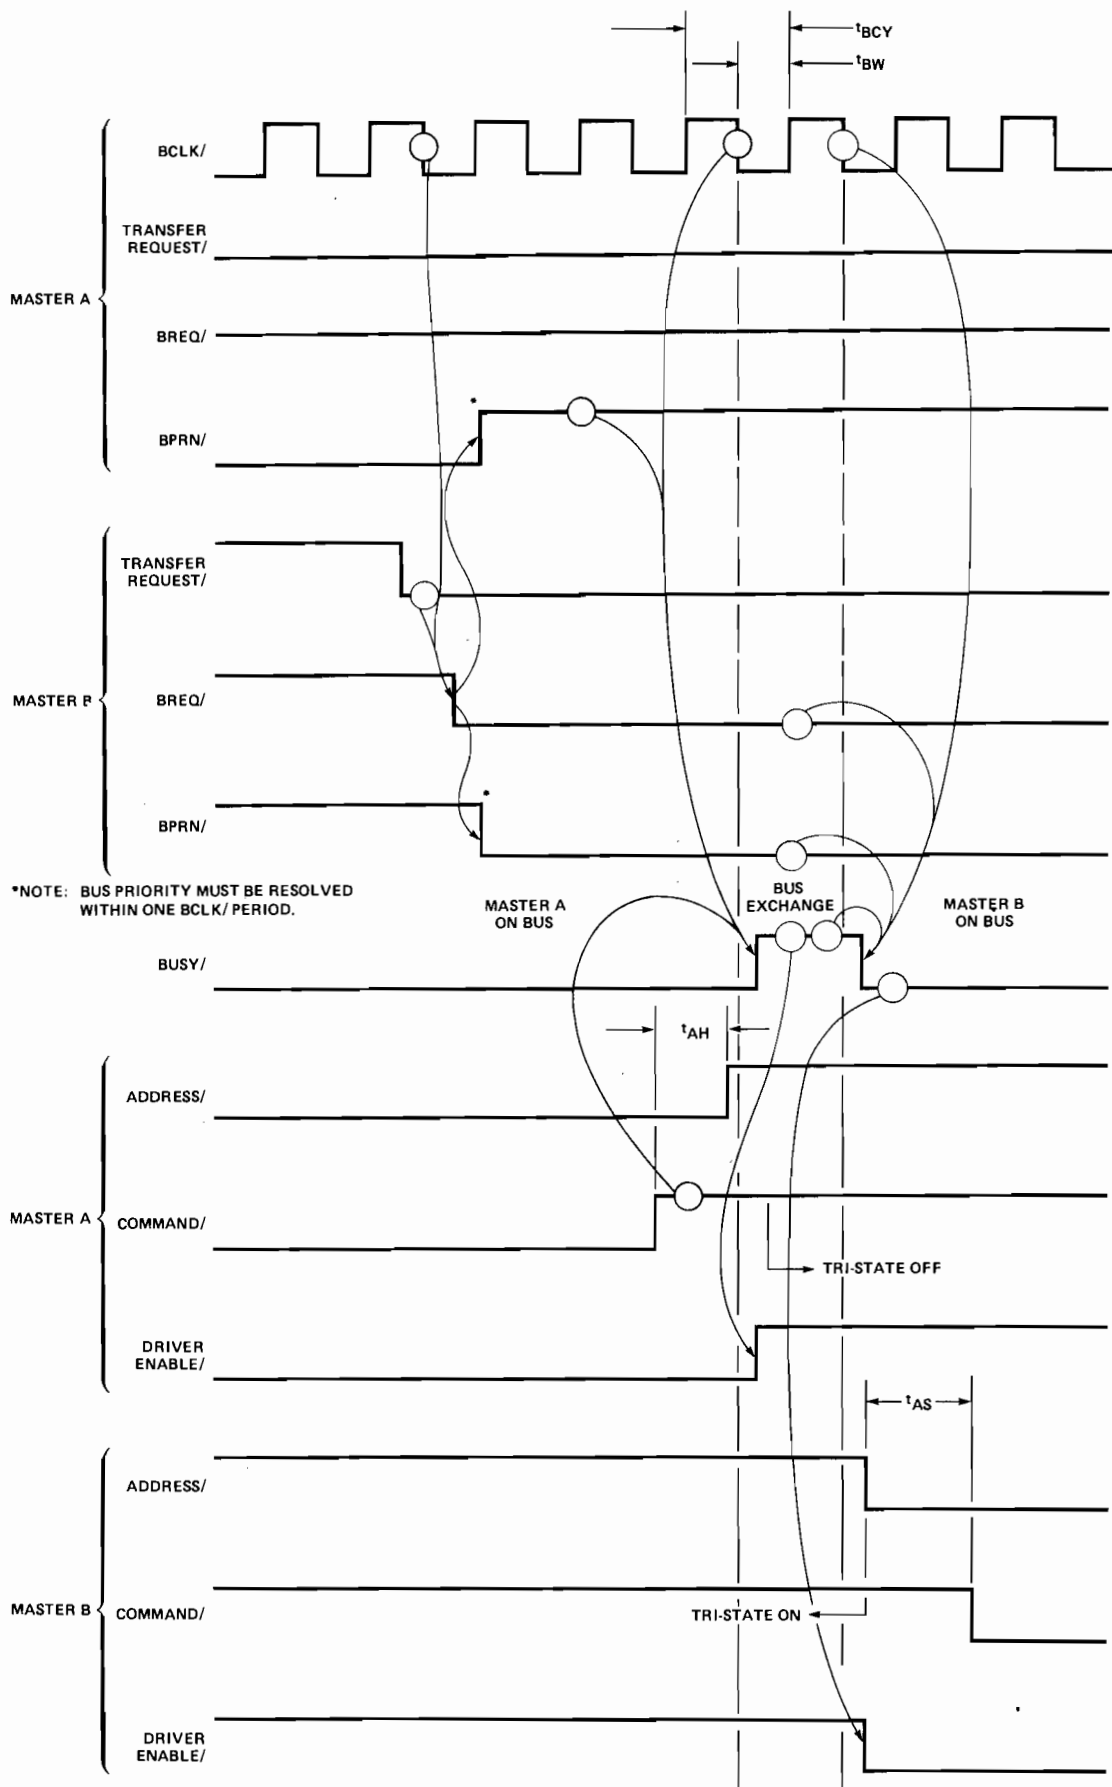 tBCY
tBW
BCLK/
TRANSFER
REQUEST/
MASTER A
BREQ/
*
BPRN/
TRANSFER
REQUEST/
MASTER B
BREQ/
*
BPRN/
*NOTE: BUS PRIORITY MUST BE RESOLVED
WITHIN ONE BCLK/ PERIOD.
MASTER A
ON BUS
BUS
EXCHANGE
MASTER B
ON BUS
BUSY/
tAH
ADDRESS/
MASTER A
COMMAND/
TRI-STATE OFF
DRIVER
ENABLE/
tAS
ADDRESS/
MASTER B
COMMAND/
TRI-STATE ON
DRIVER
ENABLE/